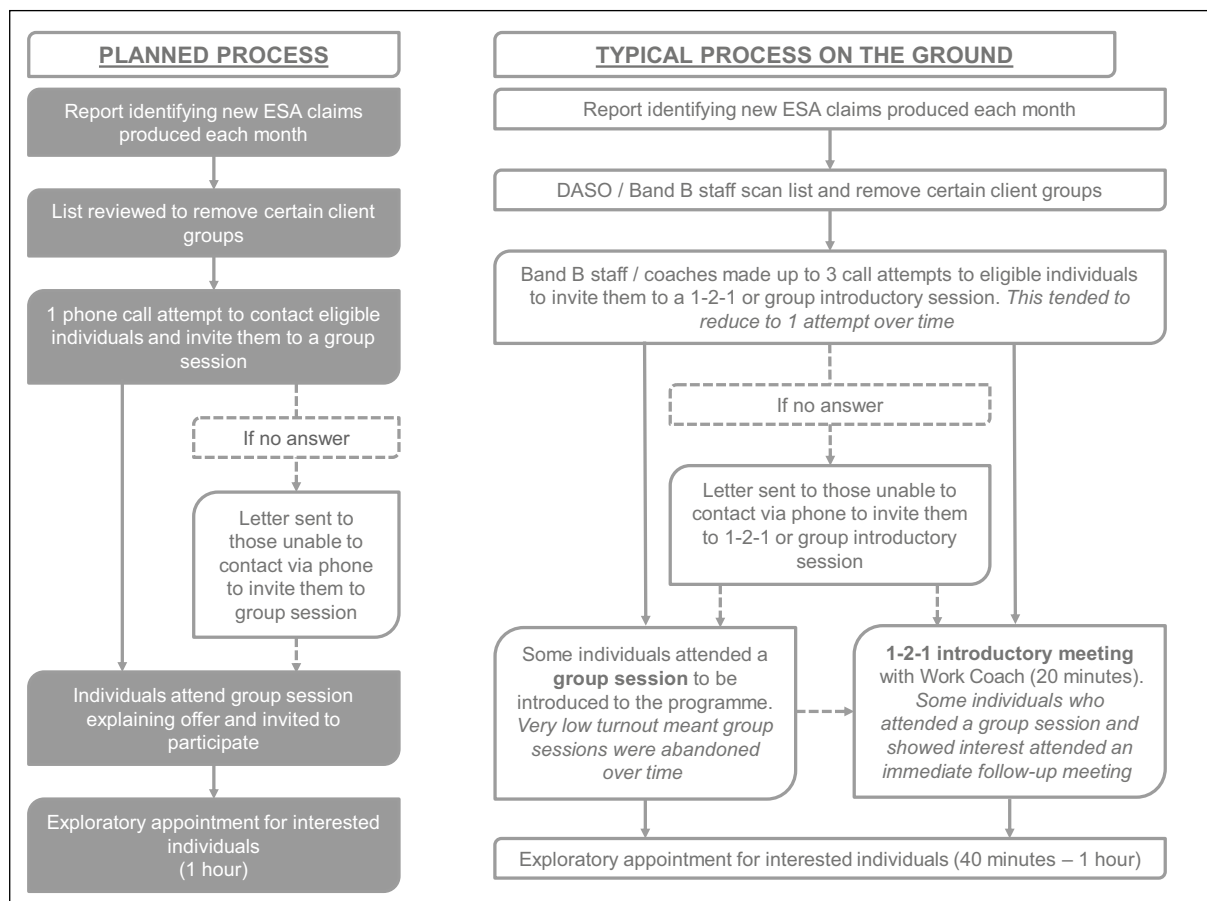 PLANNED PROCESS
Report identifying new ESA claims
produced each month
List reviewed to remove certain client
groups
1 phone call attempt to contact eligible
individuals and invite them to a group
session
If no answer
Letter sent to
those unable to
contact via phone
to invite them to
group session
Individuals attend group session
explaining offer and invited to
participate
Exploratory appointment for interested
individuals
(1 hour)
TYPICAL PROCESS ON THE GROUND
Report identifying new ESA claims produced each month
DASO / Band B staff scan list and remove certain client groups
Band B staff / coaches made up to 3 call attempts to eligible individuals
to invite them to a 1-2-1 or group introductory session. This tended to
reduce to 1 attempt over time
If no answer
Letter sent to those unable to
contact via phone to invite them
to 1-2-1 or group introductory
session
Some individuals attended a
group session to be
introduced to the programme.
Very low turnout meant group
sessions were abandoned
over time
1-2-1 introductory meeting
with Work Coach (20 minutes).
Some individuals who
attended a group session and
showed interest attended an
immediate follow-up meeting
Exploratory appointment for interested individuals (40 minutes – 1 hour)